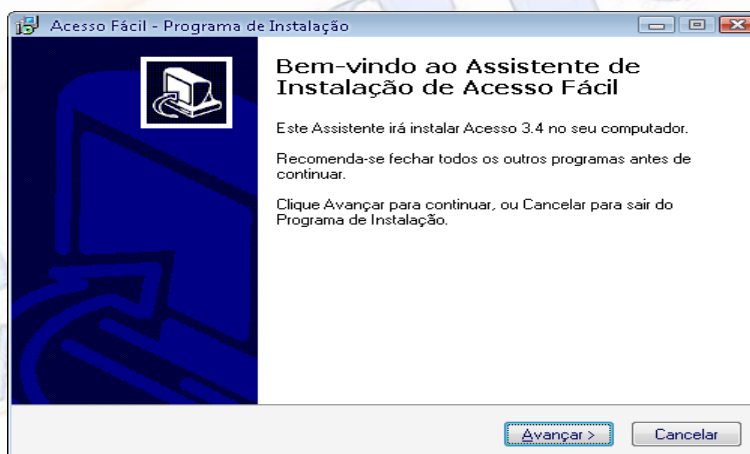 Acesso Fácil - Programa de Instalação
Bem-vindo ao Assistente de
Instalação de Acesso Fácil
Este Assistente irá instalar Acesso 3.4 no seu computador.
Recomenda-se fechar todos os outros programas antes de
continuar.
Clique Avançar para continuar, ou Cancelar para sair do
Programa de Instalação.
Avançar > Cancelar